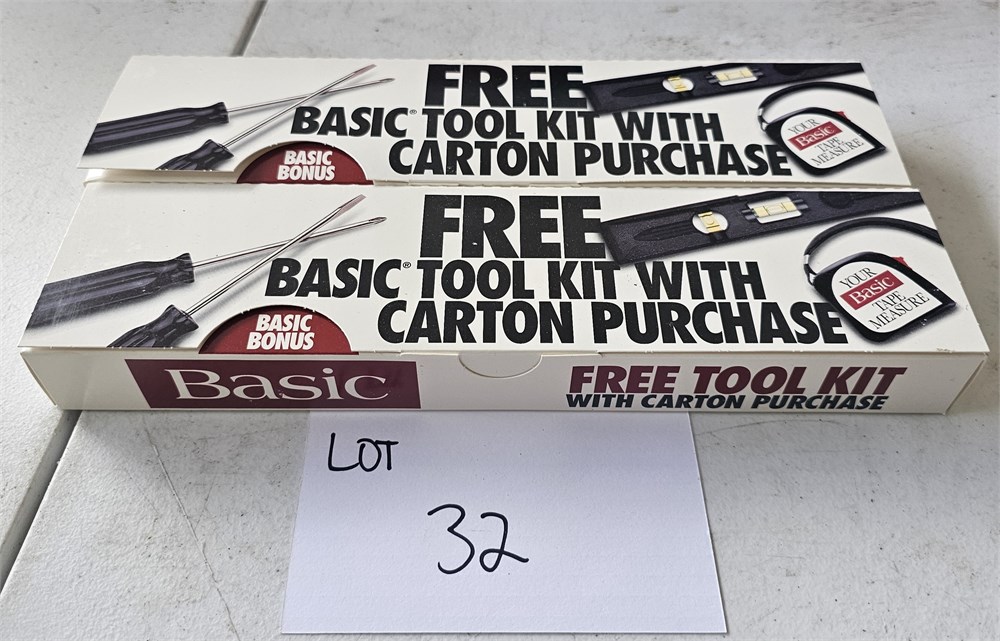 FREE
BASIC® TOOL KIT WITH
CARTON PURCHASE
BASIC
BONUS
YOUR
Basic
TAPE
MEASURE
FREE
BASIC® TOOL KIT WITH
CARTON PURCHASE
BASIC
BONUS
YOUR
Basic
TAPE
MEASURE
Basic
FREE TOOL KIT
WITH CARTON PURCHASE
LOT
32